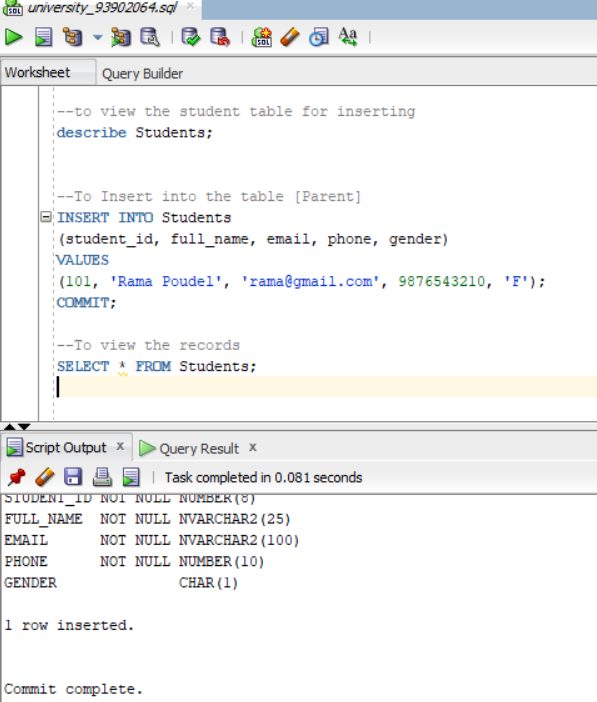 university_93902064.sql
Worksheet Query Builder
--to view the student table for inserting
describe Students;
--To Insert into the table [Parent]
INSERT INTO Students
(student_id, full_name, email, phone, gender)
VALUES
(101, 'Rama Poudel', 'rama@gmail.com', 9876543210, 'F');
COMMIT;
--To view the records
SELECT * FROM Students;
Script Output x Query Result x
Task completed in 0.081 seconds
STUDENT_ID NOT NULL NUMBER(8)
FULL_NAME NOT NULL NVARCHAR2(25)
EMAIL NOT NULL NVARCHAR2(100)
PHONE NOT NULL NUMBER(10)
GENDER CHAR(1)
1 row inserted.
Commit complete.